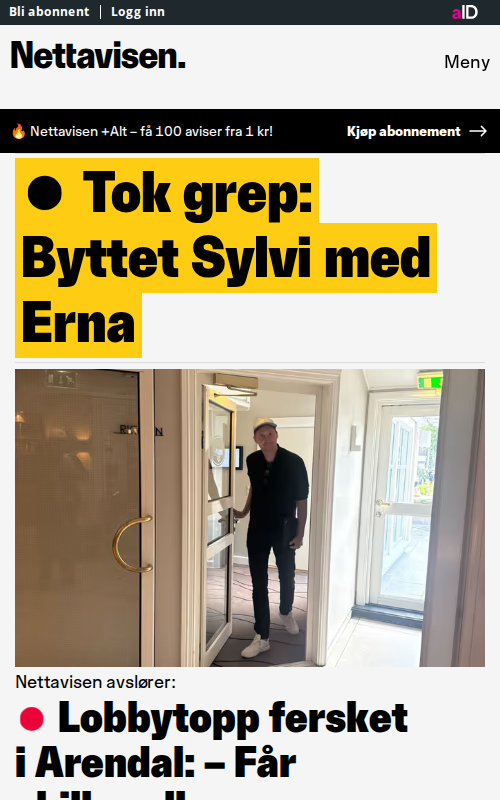 Bli abonnent
Logg inn
aID
Nettavisen.
Meny
🔥 Nettavisen +Alt – få 100 aviser fra 1 kr!
Kjøp abonnement →
● Tok grep:
Byttet Sylvi med
Erna
Nettavisen avslører:
Lobbytopp fersket
i Arendal: – Får